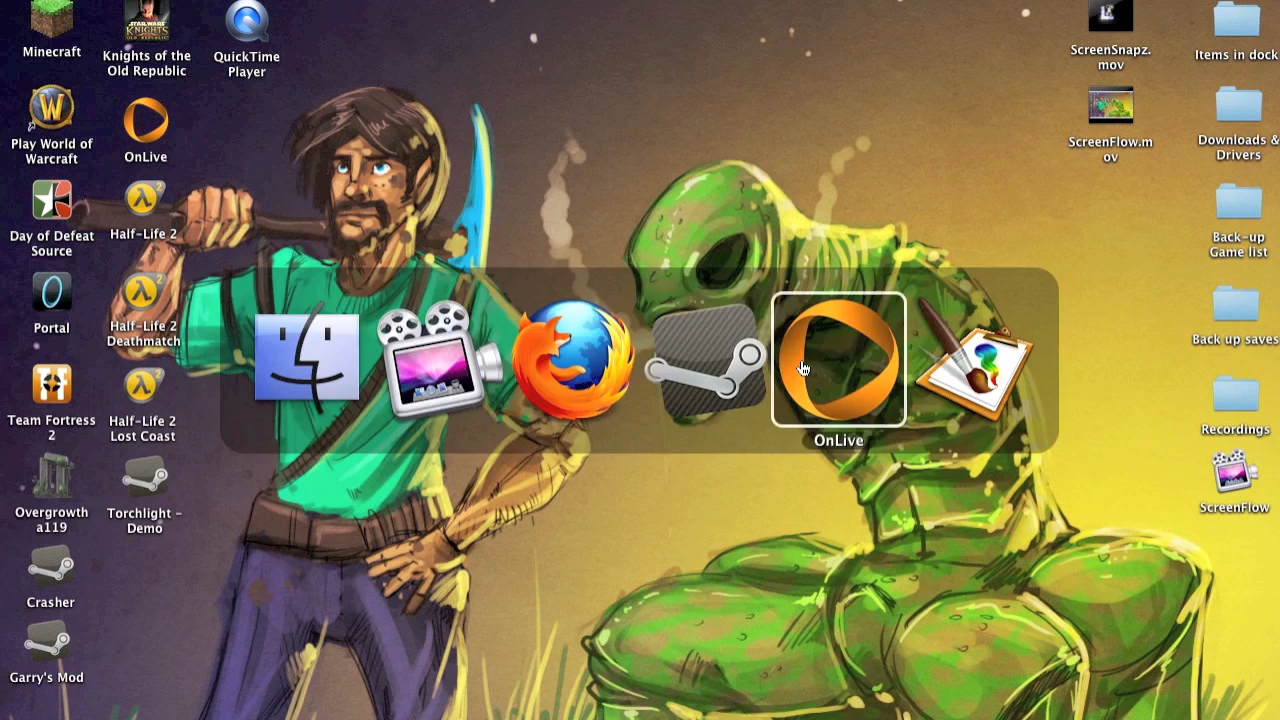 Minecraft
Knights of the
Old Republic
QuickTime
Player
STAR WARS
KNIGHTS
Play World of
Warcraft
OnLive
Day of Defeat
Source
Half-Life 2
Portal
Half-Life 2
Deathmatch
Team Fortress
2
Half-Life 2
Lost Coast
Overgrowth
a119
Torchlight -
Demo
Crasher
Garry's Mod
OnLive
ScreenSnapz.
mov
ScreenFlow.m
ov
Items in dock
Downloads &
Drivers
Back-up
Game list
Back up saves
Recordings
ScreenFlow